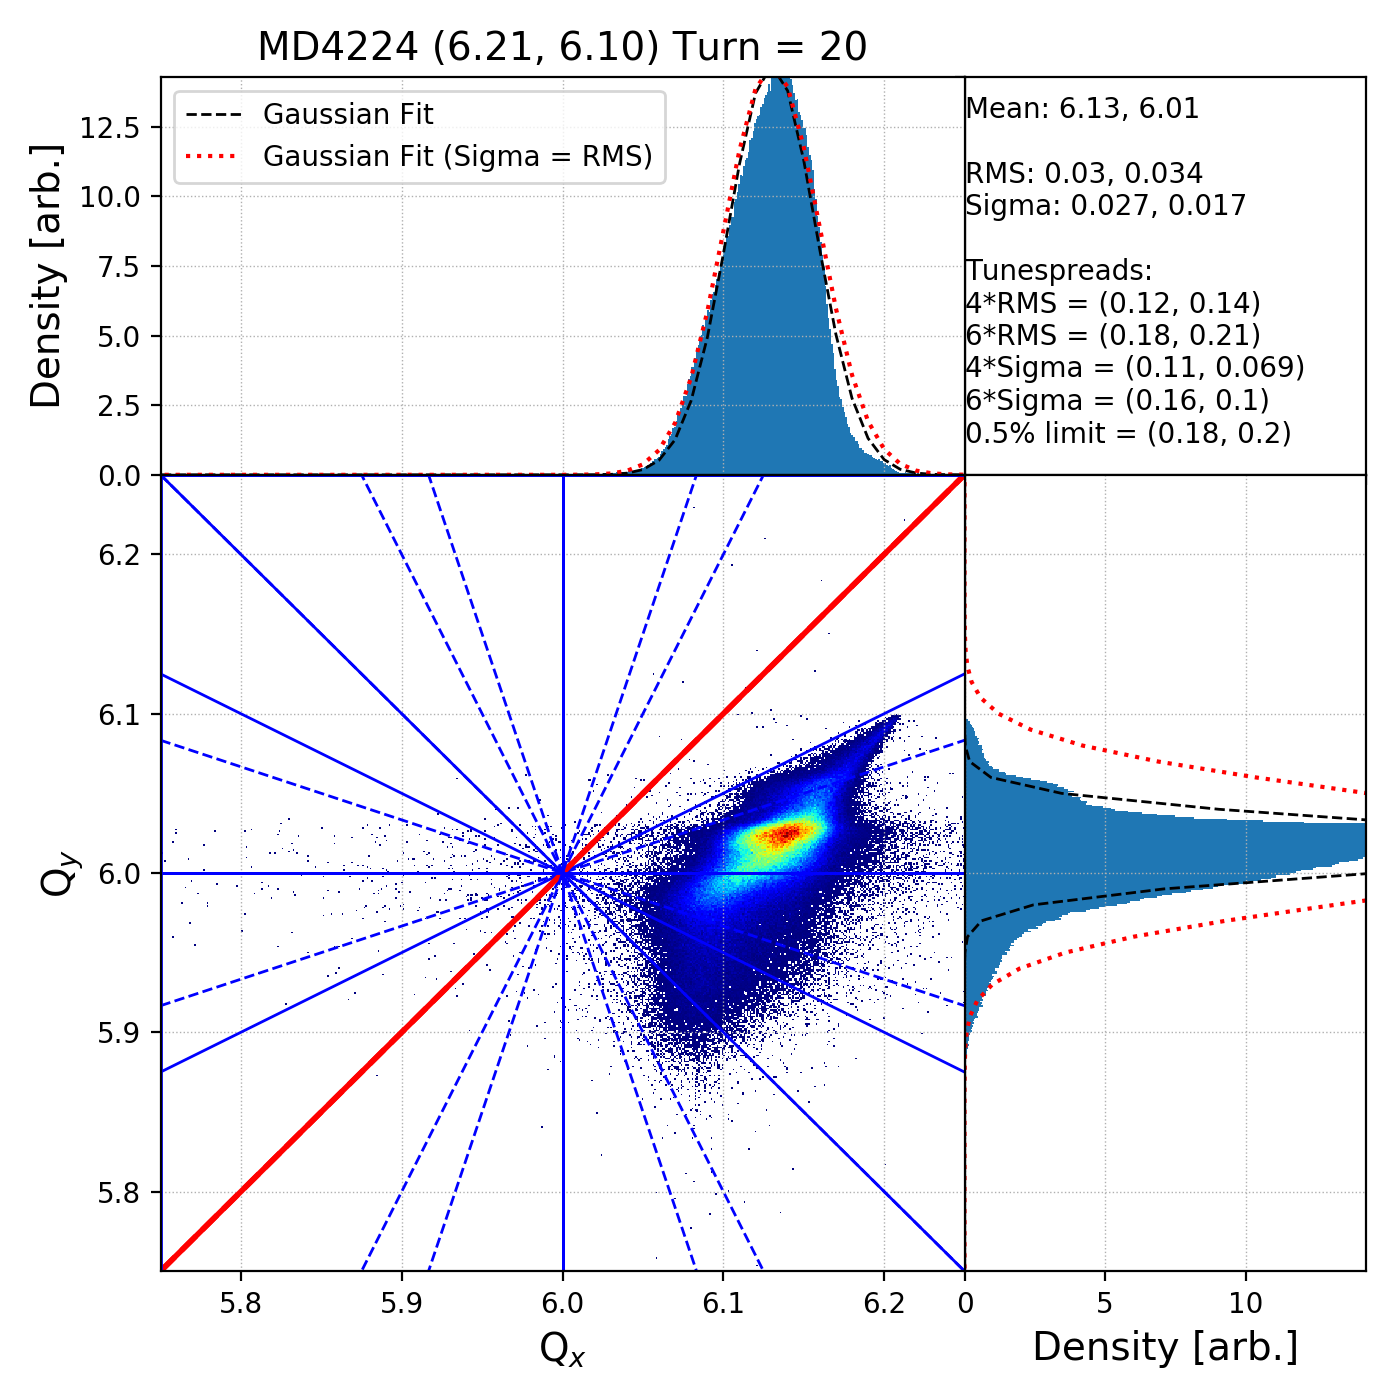 MD4224 (6.21, 6.10) Turn = 20
Gaussian Fit
Gaussian Fit (Sigma = RMS)
Density [arb.]
12.5
10.0
7.5
5.0
2.5
0.0
Mean: 6.13, 6.01
RMS: 0.03, 0.034
Sigma: 0.027, 0.017
Tunespreads:
4*RMS = (0.12, 0.14)
6*RMS = (0.18, 0.21)
4*Sigma = (0.11, 0.069)
6*Sigma = (0.16, 0.1)
0.5% limit = (0.18, 0.2)
Qy
6.2
6.1
6.0
5.9
5.8
5.8 5.9 6.0 6.1 6.2
Qx
0 5 10
Density [arb.]